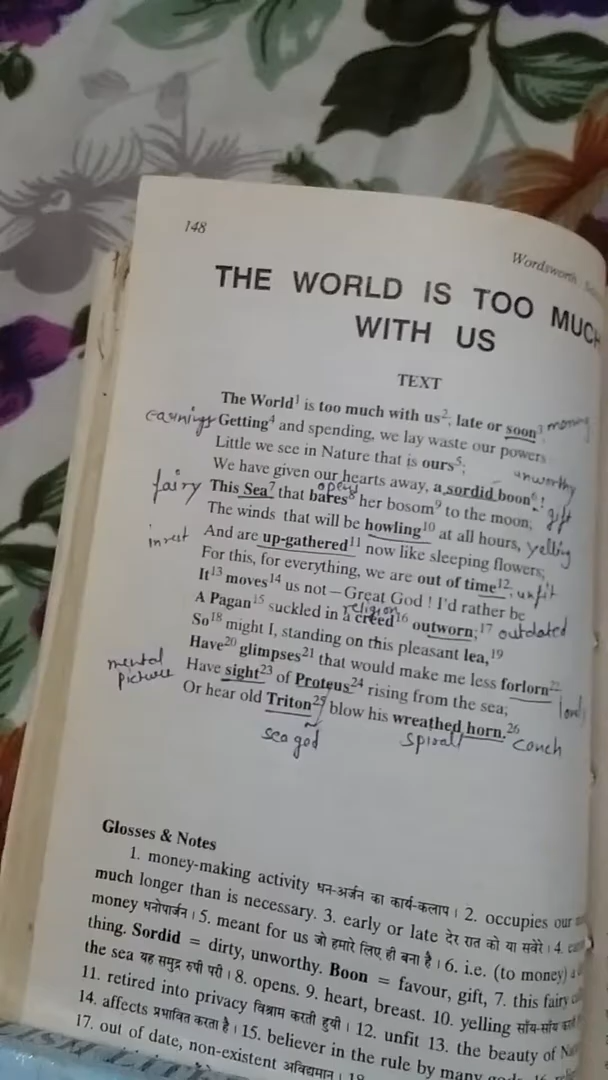 148
Wordsworth
THE WORLD IS TOO MUCH
WITH US
TEXT
The World¹ is too much with us², late or soon³ money
earnings Getting⁴ and spending, we lay waste our powers
Little we see in Nature that is ours⁵;
unworthy
We have given our hearts away, a sordid boon⁶! gift
fairy This Sea⁷ that bares⁸ her bosom⁹ to the moon;
opens
The winds that will be howling¹⁰ at all hours, yelling
And are up-gathered¹¹ now like sleeping flowers;
For this, for everything, we are out of time¹², unfit
It¹³ moves¹⁴ us not – Great God ! I'd rather be
A Pagan¹⁵ suckled in a creed¹⁶ outworn;¹⁷ outdated
religion
So¹⁸ might I, standing on this pleasant lea,¹⁹
Have²⁰ glimpses²¹ that would make me less forlorn²²
mental picture Have sight²³ of Proteus²⁴ rising from the sea;
Or hear old Triton²⁵ blow his wreathed horn.²⁶
sea god spirall conch
Glosses & Notes
1. money-making activity धन-अर्जन का कार्य-कलाप । 2. occupies our
much longer than is necessary. 3. early or late देर रात को या सवेरे । 4.
money धनोपार्जन । 5. meant for us जो हमारे लिए ही बना है । 6. i.e. (to money) a
thing. Sordid = dirty, unworthy. Boon = favour, gift, 7. this fairy
the sea यह समुद्र रुपी परी । 8. opens. 9. heart, breast. 10. yelling सॉय-सॉय
11. retired into privacy विश्राम करती हुयी । 12. unfit 13. the beauty of
14. affects प्रभावित करता है । 15. believer in the rule by many
17. out of date, non-existent अविद्यमान । 18